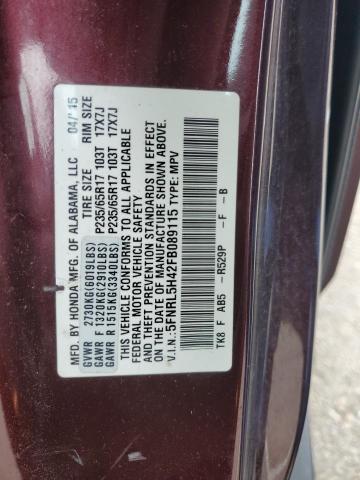 MFD. BY HONDA MFG. OF ALABAMA, LLC 04/15
TIRE SIZE RIM SIZE
GVWR 2730KG(6019LBS)
GAWR F 1320KG(2910LBS) P235/65R17 103T 17X7J
GAWR R 1515KG(3340LBS) P235/65R17 103T 17X7J
THIS VEHICLE CONFORMS TO ALL APPLICABLE
FEDERAL MOTOR VEHICLE SAFETY AND
THEFT PREVENTION STANDARDS IN EFFECT
ON THE DATE OF MANUFACTURE SHOWN ABOVE.
V.I.N.:5FNRL5H42FB089115 TYPE: MPV
TK8 F AB5 -R529P -F -B